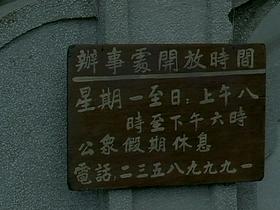 辦事處開放時間
星期一至日：上午八
時至下午六時
公眾假期休息
電話：二三五八九九九一